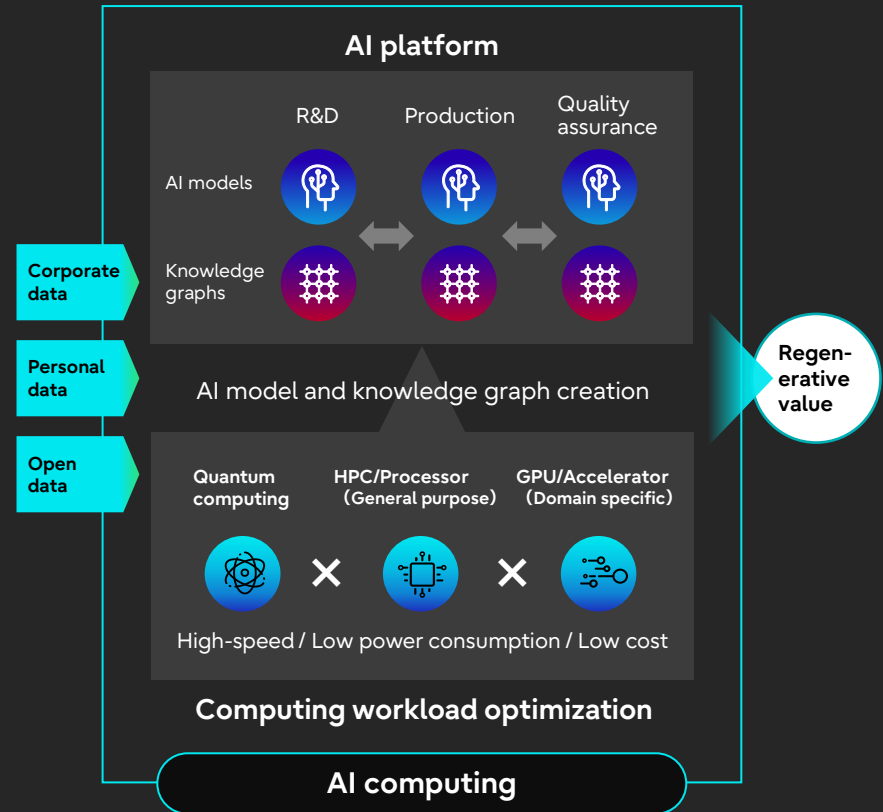 AI platform
R&D
Production
Quality
assurance
AI models
Knowledge
graphs
Corporate
data
Personal
data
Open
data
Regen-
erative
value
AI model and knowledge graph creation
Quantum
computing
HPC/Processor
(General purpose)
GPU/Accelerator
(Domain specific)
High-speed / Low power consumption / Low cost
Computing workload optimization
AI computing